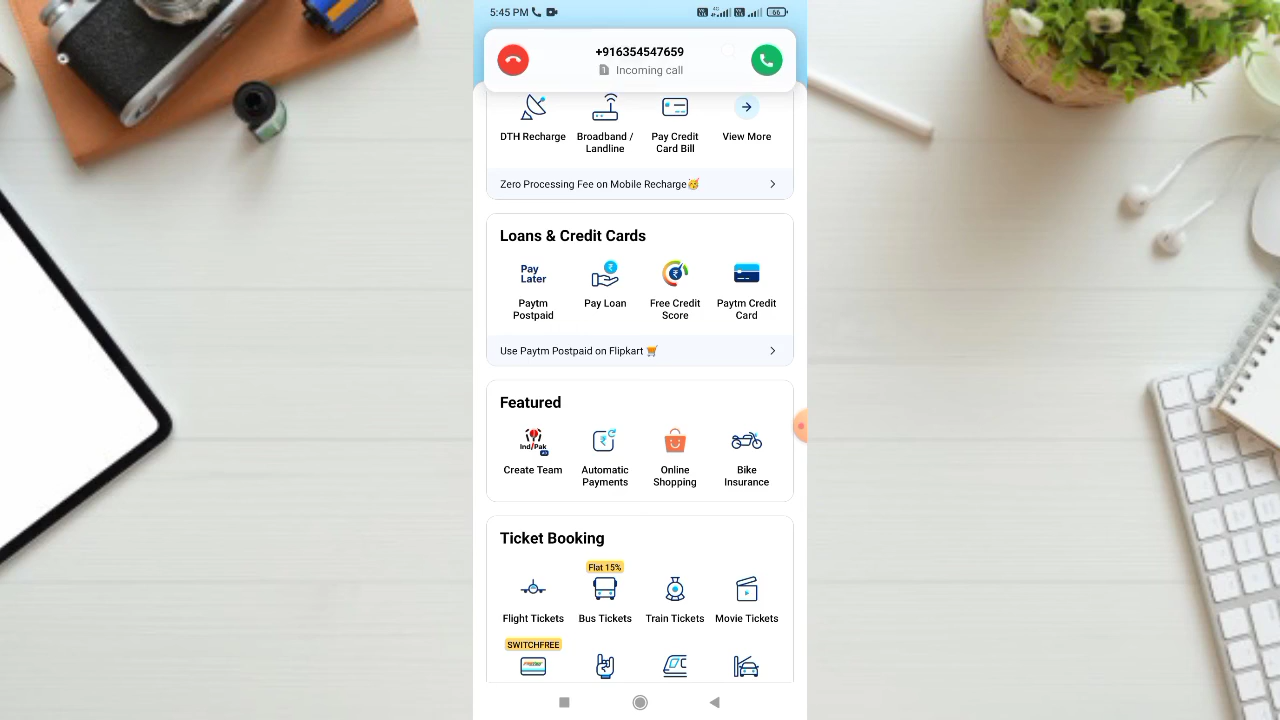 5:45 PM
66
+916354547659
1 Incoming call
DTH Recharge
Broadband /
Landline
Pay Credit
Card Bill
View More
Zero Processing Fee on Mobile Recharge🥳
Loans & Credit Cards
Pay
Later
Paytm
Postpaid
Pay Loan
Free Credit
Score
Paytm Credit
Card
Use Paytm Postpaid on Flipkart 🛒
Featured
Ind/Pak
Create Team
Automatic
Payments
Online
Shopping
Bike
Insurance
Ticket Booking
Flat 15%
Flight Tickets
Bus Tickets
Train Tickets
Movie Tickets
SWITCHFREE